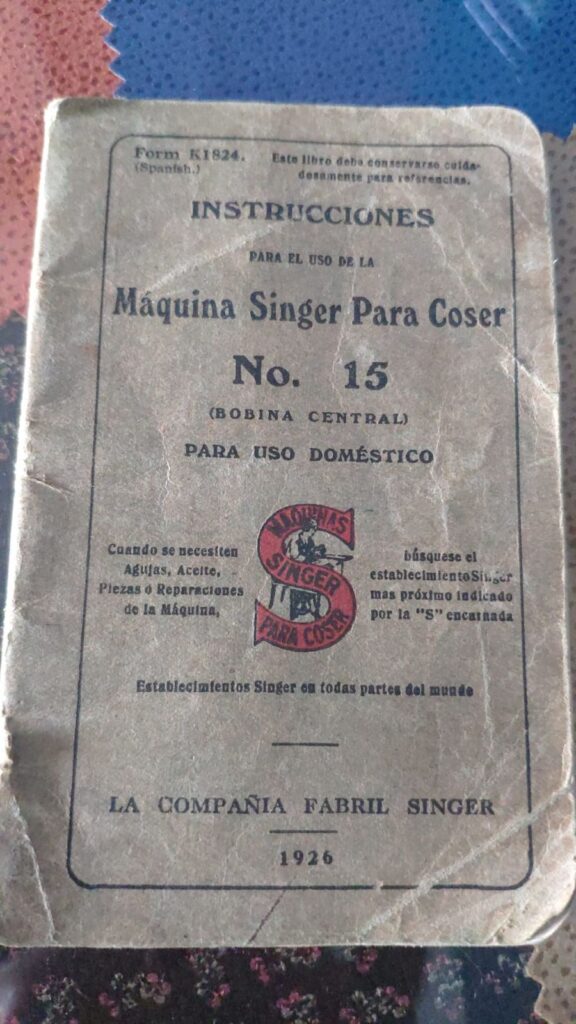 Form K1824.
(Spanish.)
Este libro debe conservarse cuida-
dosamente para referencias.
INSTRUCCIONES
PARA EL USO DE LA
Máquina Singer Para Coser
No. 15
(BOBINA CENTRAL)
PARA USO DOMÉSTICO
Cuando se necesiten
Agujas, Aceite,
Piezas ó Reparaciones
de la Máquina,
MAQUINAS
SINGER
PARA COSER
búsquese el
establecimiento Singer
mas próximo indicado
por la "S" encarnada
Establecimientos Singer en todas partes del mundo
LA COMPAÑIA FABRIL SINGER
1926